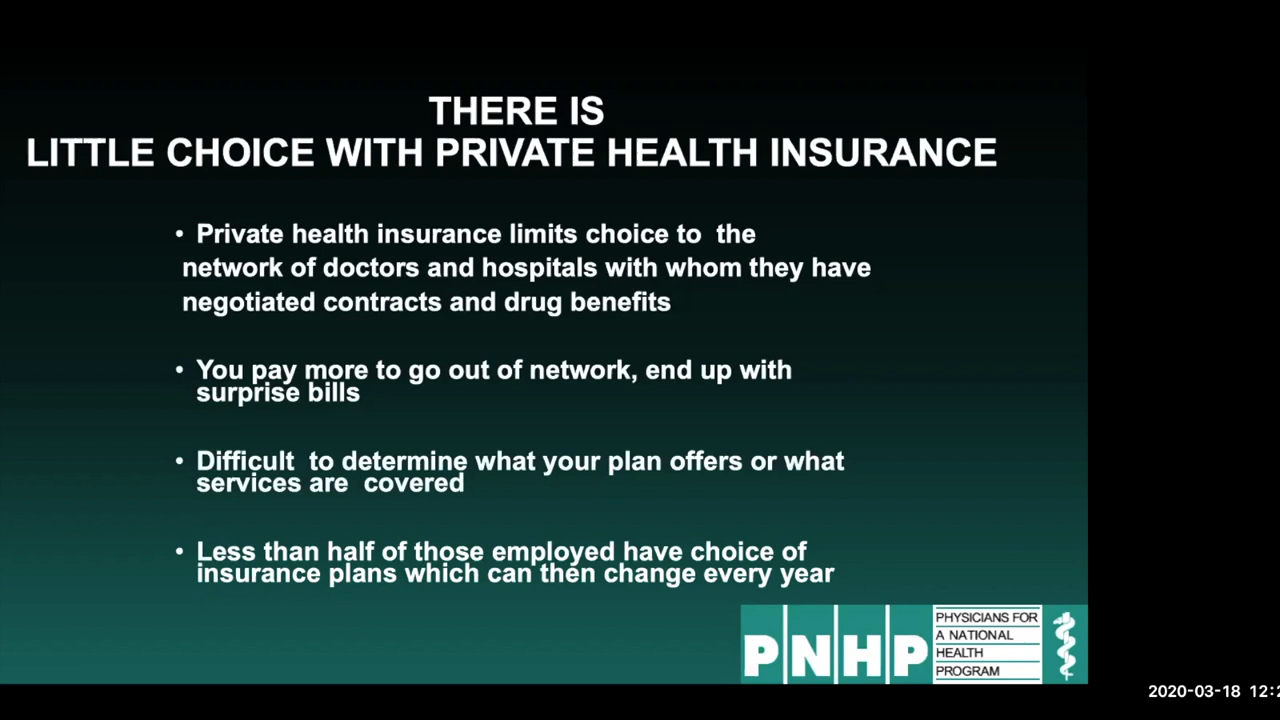 THERE IS
LITTLE CHOICE WITH PRIVATE HEALTH INSURANCE
• Private health insurance limits choice to the
network of doctors and hospitals with whom they have
negotiated contracts and drug benefits
• You pay more to go out of network, end up with
surprise bills
• Difficult to determine what your plan offers or what
services are covered
• Less than half of those employed have choice of
insurance plans which can then change every year
PNHP
PHYSICIANS FOR
A NATIONAL
HEALTH
PROGRAM
2020-03-18 12:2